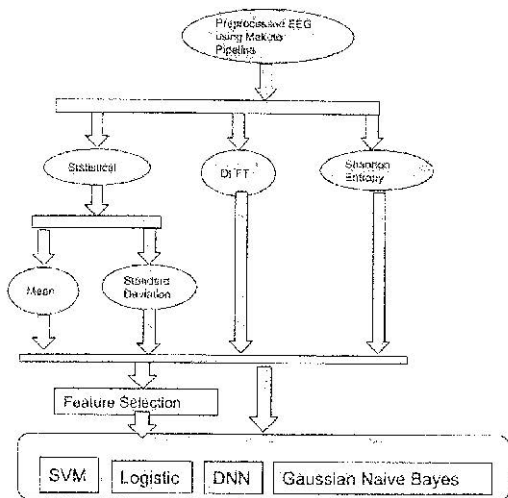 Preprocessed EEG
using Makoto
Pipeline
Statistical
Shannon
Entropy
Mean
Standard
Deviation
Feature Selection
SVM
Logistic
DNN
Gaussian Naive Bayes